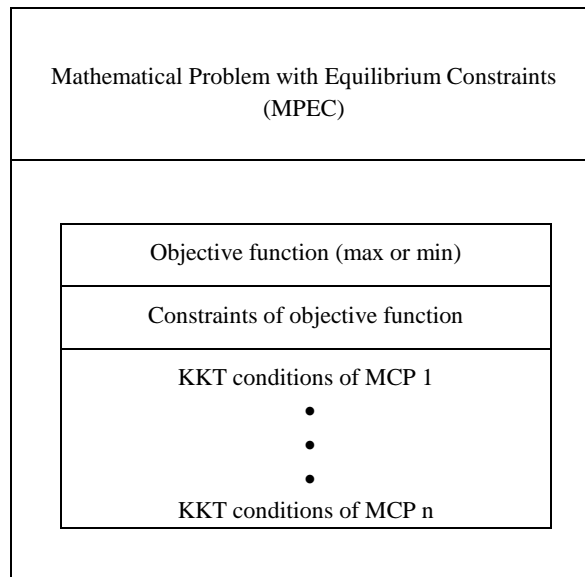 Mathematical Problem with Equilibrium Constraints
(MPEC)
Objective function (max or min)
Constraints of objective function
KKT conditions of MCP 1
•
•
•
KKT conditions of MCP n